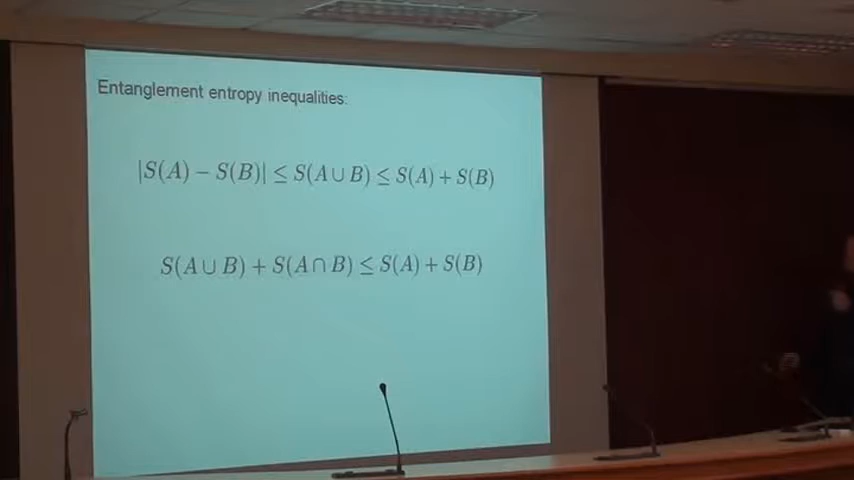 Entanglement entropy inequalities:
|S(A) − S(B)| ≤ S(A ∪ B) ≤ S(A) + S(B)
S(A ∪ B) + S(A ∩ B) ≤ S(A) + S(B)